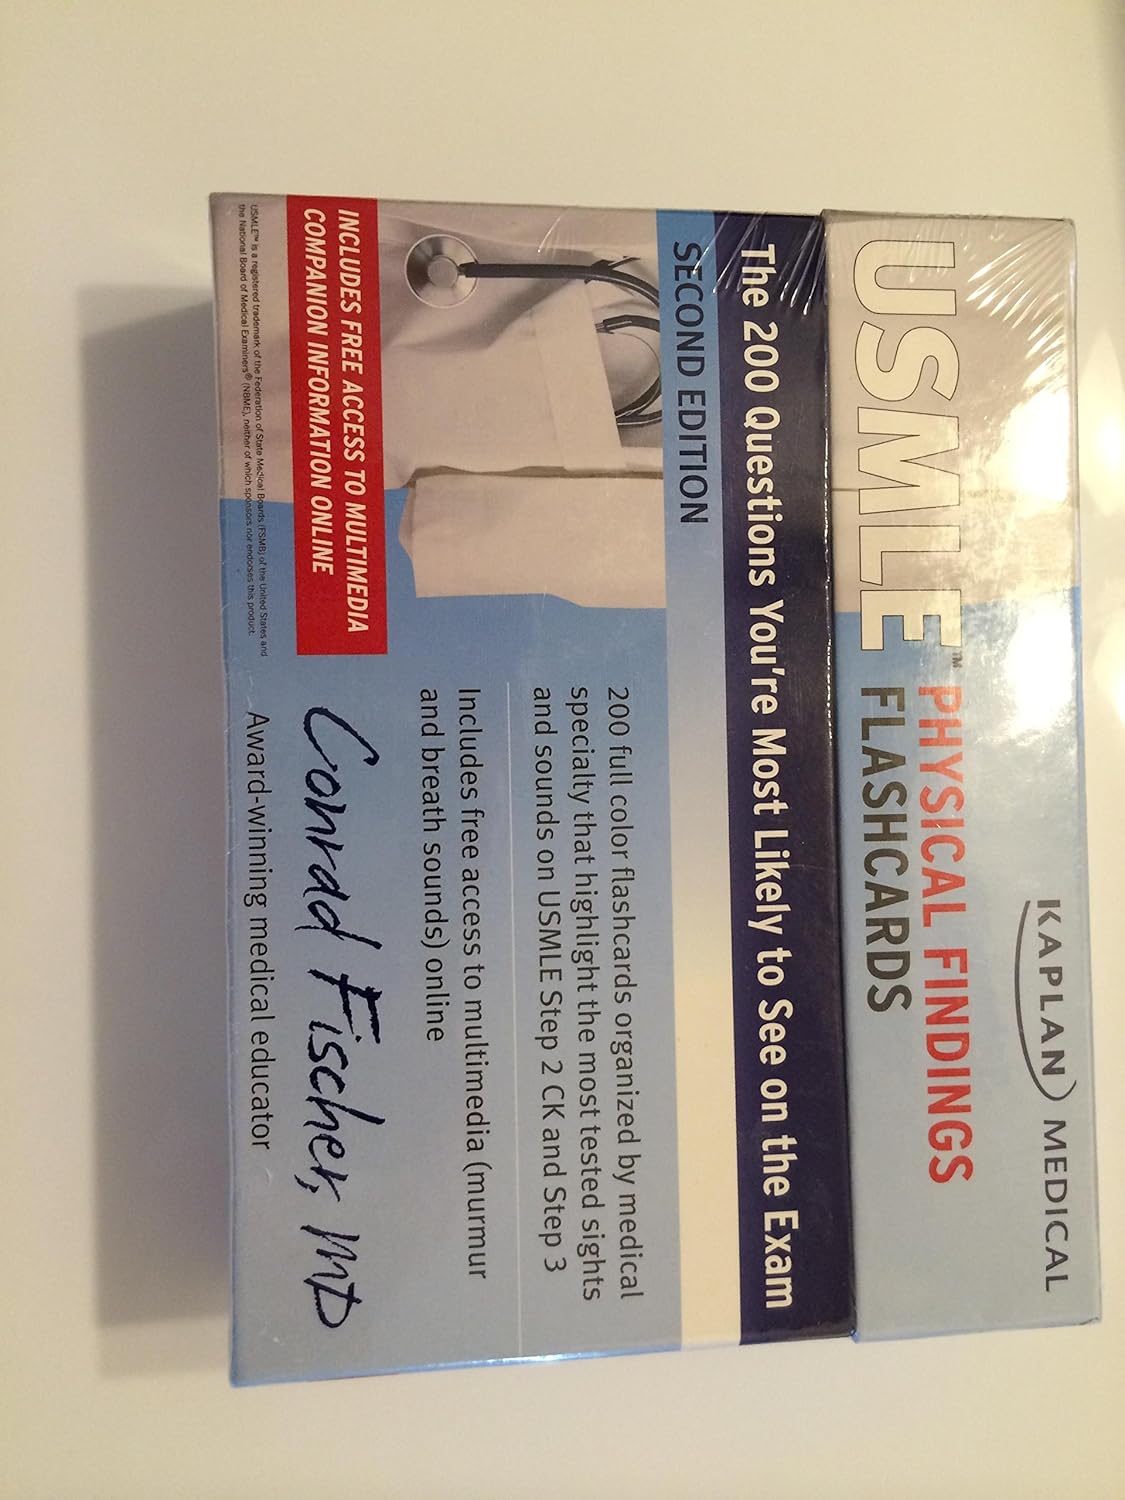 KAPLAN MEDICAL
USMLE™ PHYSICAL FINDINGS
FLASHCARDS
The 200 Questions You're Most Likely to See on the Exam
SECOND EDITION
200 full color flashcards organized by medical
specialty that highlight the most tested sights
and sounds on USMLE Step 2 CK and Step 3
Includes free access to multimedia (murmur
and breath sounds) online
INCLUDES FREE ACCESS TO MULTIMEDIA
COMPANION INFORMATION ONLINE
Conrad Fischer, MD
Award-winning medical educator
USMLE™ is a registered trademark of the Federation of State Medical Boards (FSMB) of the United States and
the National Board of Medical Examiners® (NBME), neither of which sponsors nor endorses this product.